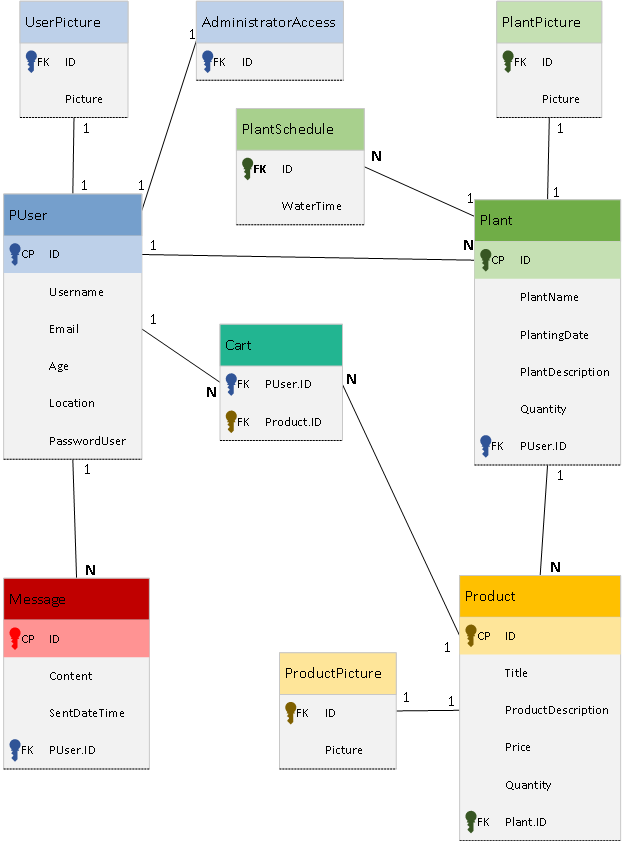 UserPicture
FK ID
Picture
1
1
AdministratorAccess
FK ID
1
1
PlantPicture
FK ID
Picture
1
1
PlantSchedule
FK ID
WaterTime
N
1
PUser
CP ID
Username
Email
Age
Location
PasswordUser
1
N
1
N
1
N
Plant
CP ID
PlantName
PlantingDate
PlantDescription
Quantity
FK PUser.ID
1
N
Cart
FK PUser.ID
FK Product.ID
N
1
Message
CP ID
Content
SentDateTime
FK PUser.ID
ProductPicture
FK ID
Picture
1
1
Product
CP ID
Title
ProductDescription
Price
Quantity
FK Plant.ID